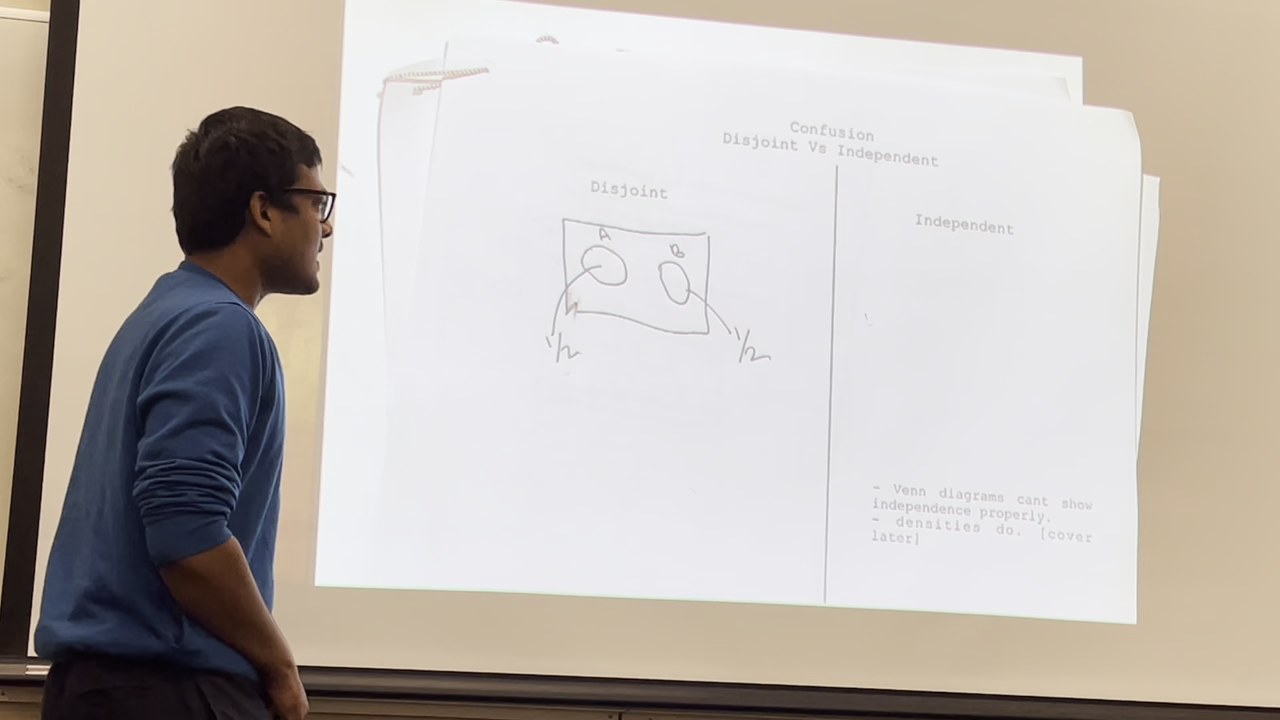 Confusion
Disjoint Vs Independent
Disjoint
A
B
1/2
1/2
Independent
- Venn diagrams cant show
independence properly.
- densities do. [cover
later]